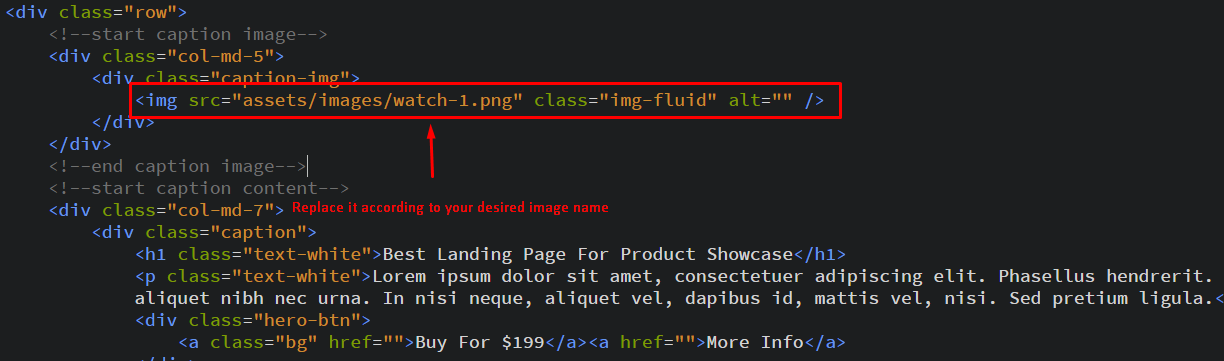 <div class="row">
<!--start caption image-->
<div class="col-md-5">
<div class="caption-img">
<img src="assets/images/watch-1.png" class="img-fluid" alt="" />
</div>
</div>
<!--end caption image-->
<!--start caption content-->
<div class="col-md-7"> Replace it according to your desired image name
<div class="caption">
<h1 class="text-white">Best Landing Page For Product Showcase</h1>
<p class="text-white">Lorem ipsum dolor sit amet, consectetuer adipiscing elit. Phasellus hendrerit.
aliquet nibh nec urna. In nisi neque, aliquet vel, dapibus id, mattis vel, nisi. Sed pretium ligula.<
<div class="hero-btn">
<a class="bg" href="">Buy For $199</a><a href="">More Info</a>
</div>